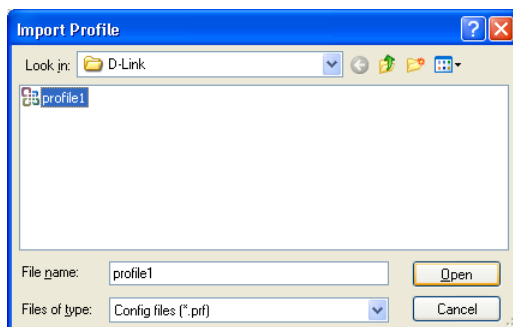 Import Profile
Look in: D-Link
profile1
File name: profile1 Open
Files of type: Config files (*.prf) Cancel